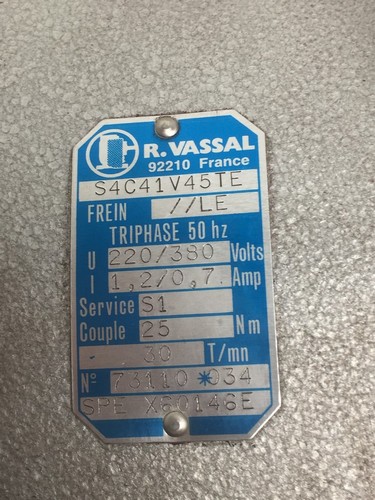 R. VASSAL
92210 France
S4C41V45TE
FREIN //LE
TRIPHASE 50 hz
U 220/380 Volts
I 1,2/0,7. Amp
Service S1
Couple 25 Nm
- 30 T/mn
Nº 73110 *034
SPE X80146E